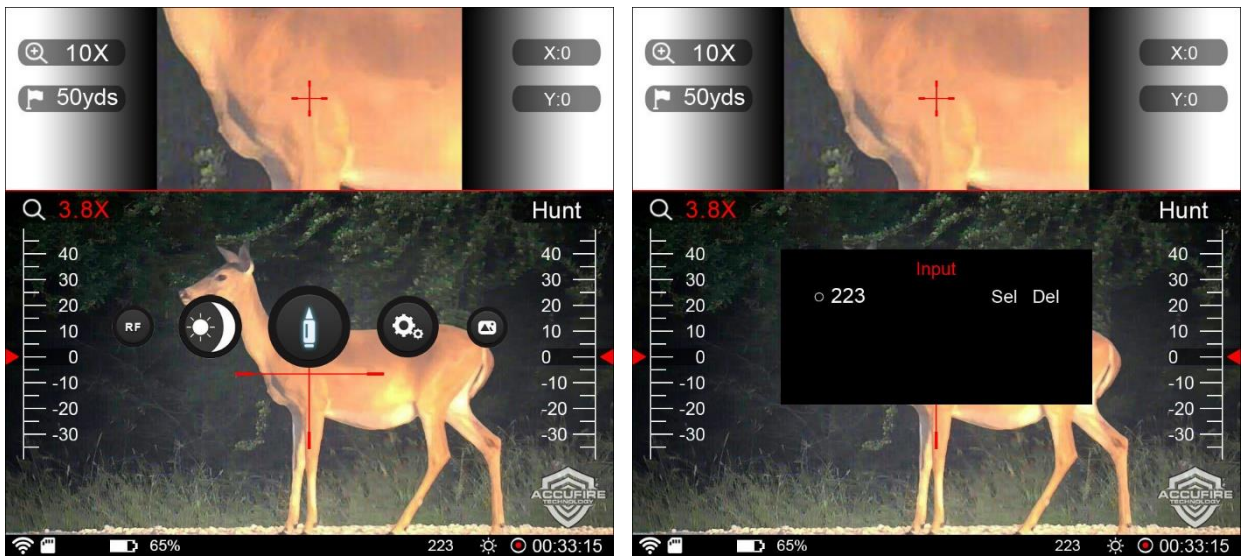 10X
X:0
50yds
Y:0
3.8X
Hunt
40 40
30 30
20 20
10 10
0 0
-10 -10
-20 -20
-30 -30
RF
ACCUFIRE
TECHNOLOGY
65% 223 00:33:15
10X
X:0
50yds
Y:0
3.8X
Hunt
40 40
30 30
20 20
10 10
0 0
-10 -10
-20 -20
-30 -30
Input
223 Sel Del
ACCUFIRE
TECHNOLOGY
65% 223 00:33:15